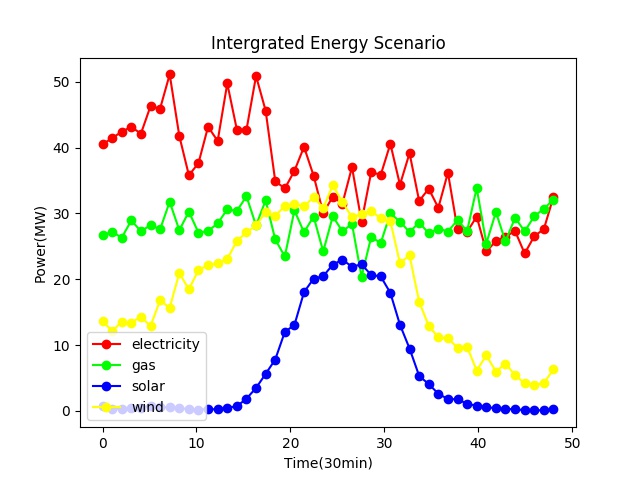 Intergrated Energy Scenario
Power(MW)
50
40
30
20
10
0
electricity
gas
solar
wind
0 10 20 30 40 50
Time(30min)